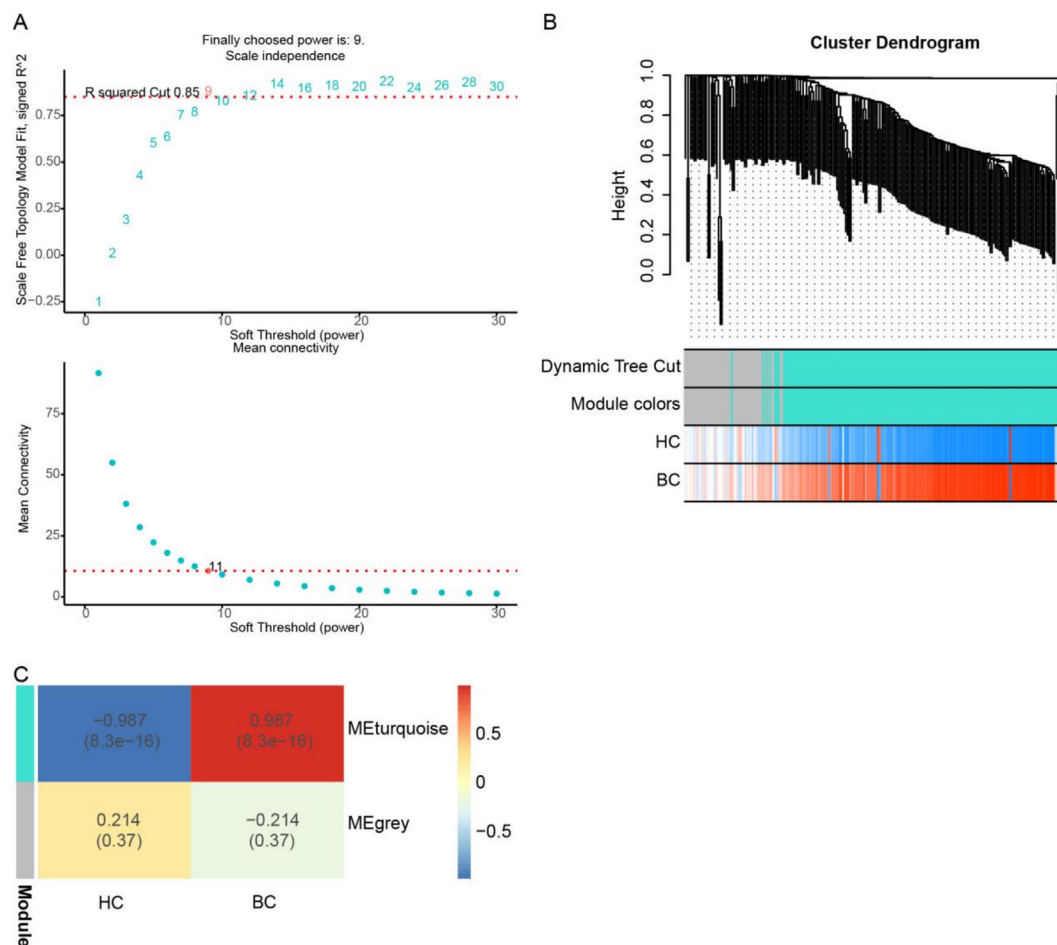 A
Finally choosed power is: 9.
Scale independence
Scale Free Topology Model Fit, signed R^2
0.75
0.50
0.25
0.00
−0.25
R squared Cut 0.85
1
2
3
4
5
6
7
8
9
10
12
14
16
18
20
22
24
26
28
30
0
10
20
30
Soft Threshold (power)
Mean connectivity
Mean Connectivity
75
50
25
0
11
0
10
20
30
Soft Threshold (power)
B
Cluster Dendrogram
Height
1.0
0.8
0.6
0.4
0.2
0.0
Dynamic Tree Cut
Module colors
HC
BC
C
−0.987
(8.3e−16)
0.987
(8.3e−16)
MEturquoise
0.214
(0.37)
−0.214
(0.37)
MEgrey
HC
BC
Module
0.5
0
−0.5